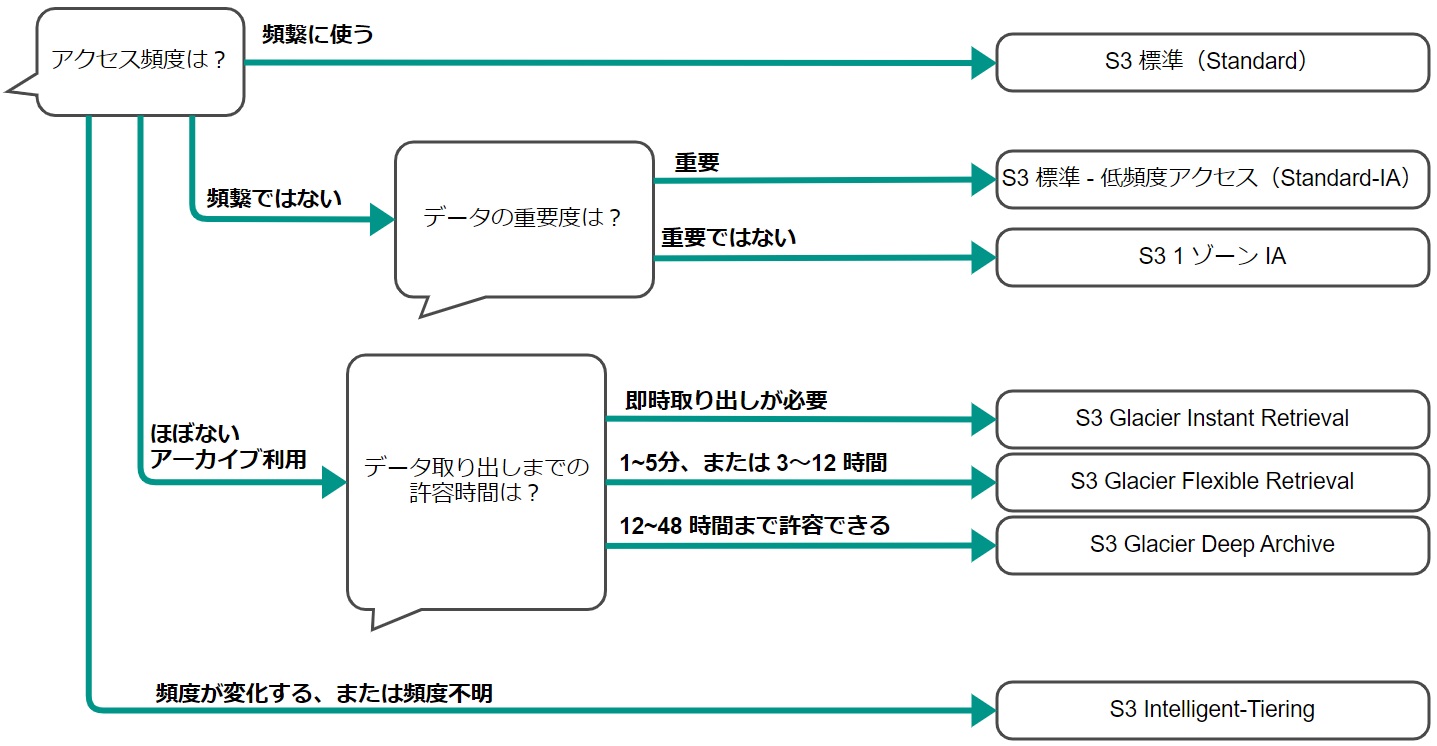 アクセス頻度は？
頻繁に使う
S3 標準（Standard）
頻繁ではない
データの重要度は？
重要
S3 標準 - 低頻度アクセス（Standard-IA）
重要ではない
S3 1 ゾーン IA
ほぼない
アーカイブ利用
データ取り出しまでの
許容時間は？
即時取り出しが必要
S3 Glacier Instant Retrieval
1~5分、または 3～12 時間
S3 Glacier Flexible Retrieval
12~48 時間まで許容できる
S3 Glacier Deep Archive
頻度が変化する、または頻度不明
S3 Intelligent-Tiering